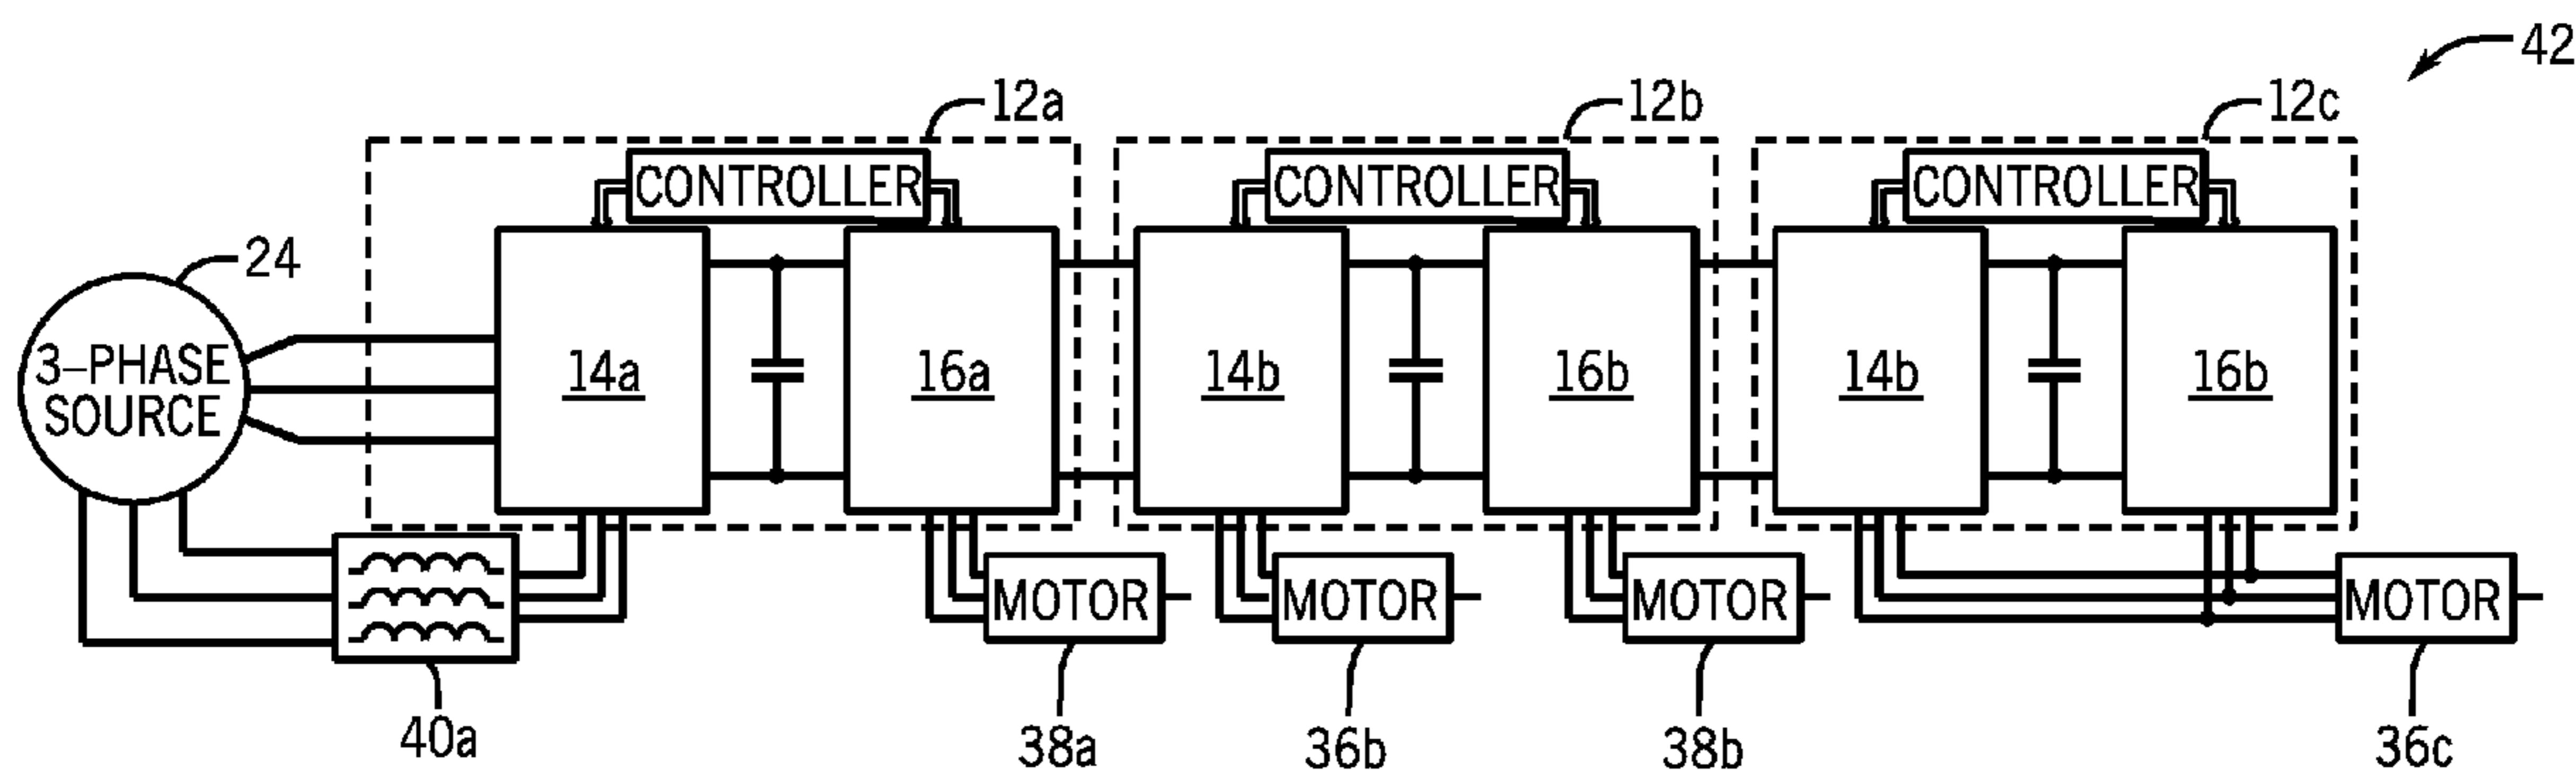 42
12a
12b
12c
CONTROLLER
CONTROLLER
CONTROLLER
24
3-PHASE
SOURCE
14a
16a
14b
16b
14b
16b
MOTOR
MOTOR
MOTOR
MOTOR
40a
38a
36b
38b
36c